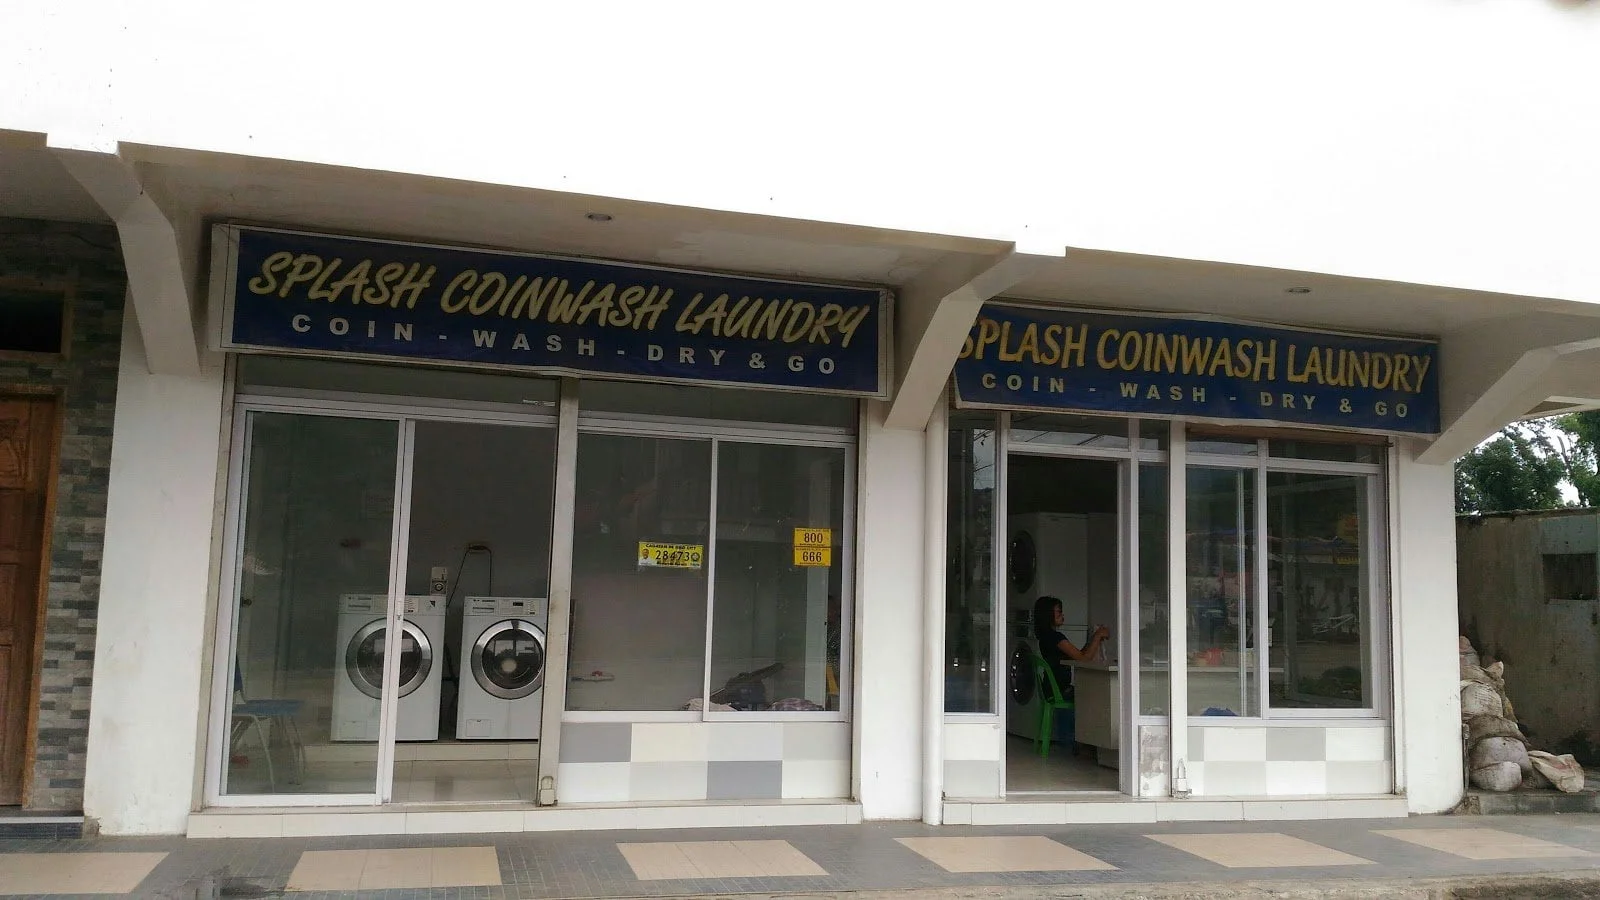 SPLASH COINWASH LAUNDRY
COIN - WASH - DRY & GO
SPLASH COINWASH LAUNDRY
COIN - WASH - DRY & GO
28473
800
666